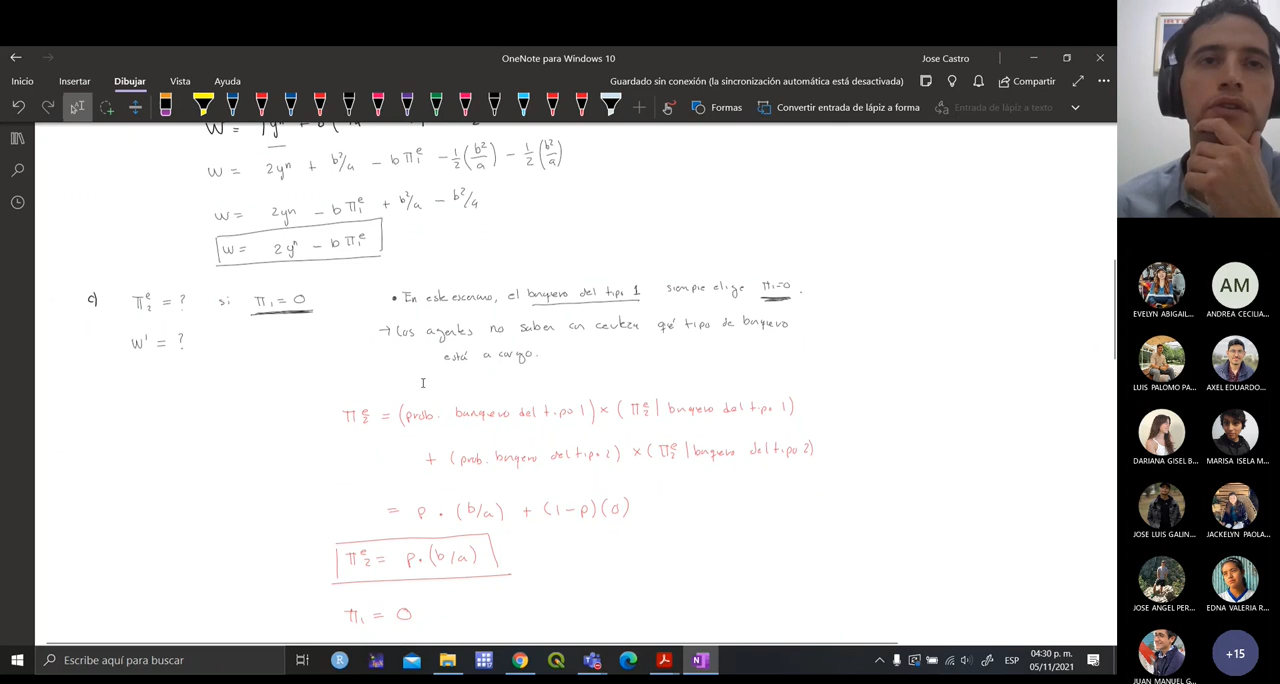 OneNote para Windows 10
Jose Castro
Inicio Insertar Dibujar Vista Ayuda
Guardado sin conexión (la sincronización automática está desactivada)
Compartir
Formas
Convertir entrada de lápiz a forma
Entrada de lápiz a texto
w = 2yⁿ + b²/a - bπ₁ᵉ - 1/2 (b²/a) - 1/2 (b²/a)
w = 2yn - bπ₁ᵉ + b²/a - b²/a
w = 2yⁿ - bπ₁ᵉ
c) π₂ᵉ = ? si π₁ = 0
w' = ?
• En este escenario, el banquero del tipo 1 siempre elige π₁=0.
→ Los agentes no saben con certeza qué tipo de banquero
está a cargo.
π₂ᵉ = (prob. banquero del tipo 1) × (π₂ᵉ | banquero del tipo 1)
+ (prob. banquero del tipo 2) × (π₂ᵉ | banquero del tipo 2)
= p · (b/a) + (1-p)(0)
π₂ᵉ = p·(b/a)
π₁ = 0
EVELYN ABIGAIL...
AM
ANDREA CECILIA...
LUIS PALOMO PA...
AXEL EDUARDO...
DARIANA GISEL B...
MARISA ISELA M...
JOSE LUIS GALIN...
JACKELYN PAOLA...
JOSE ANGEL PER...
EDNA VALERIA R...
JUAN MANUEL G...
+15
Escribe aquí para buscar
ESP
04:30 p. m.
05/11/2021